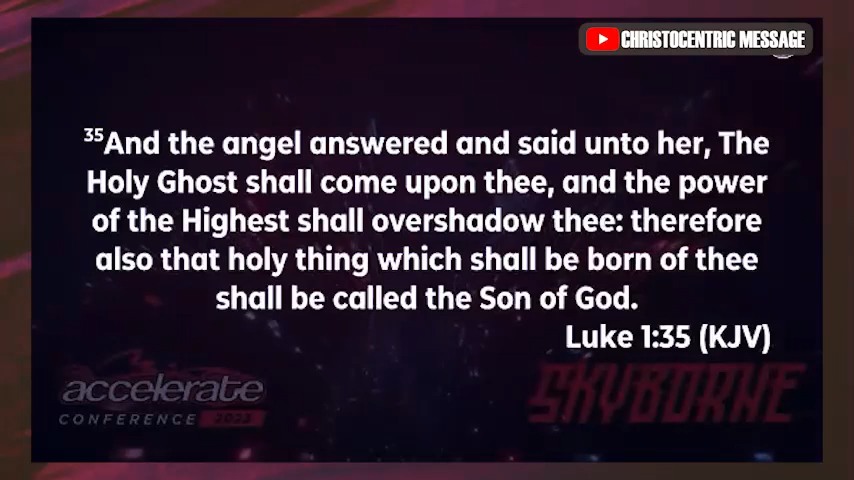 CHRISTOCENTRIC MESSAGE
35And the angel answered and said unto her, The
Holy Ghost shall come upon thee, and the power
of the Highest shall overshadow thee: therefore
also that holy thing which shall be born of thee
shall be called the Son of God.
Luke 1:35 (KJV)
accelerate
CONFERENCE
SKYBORNE